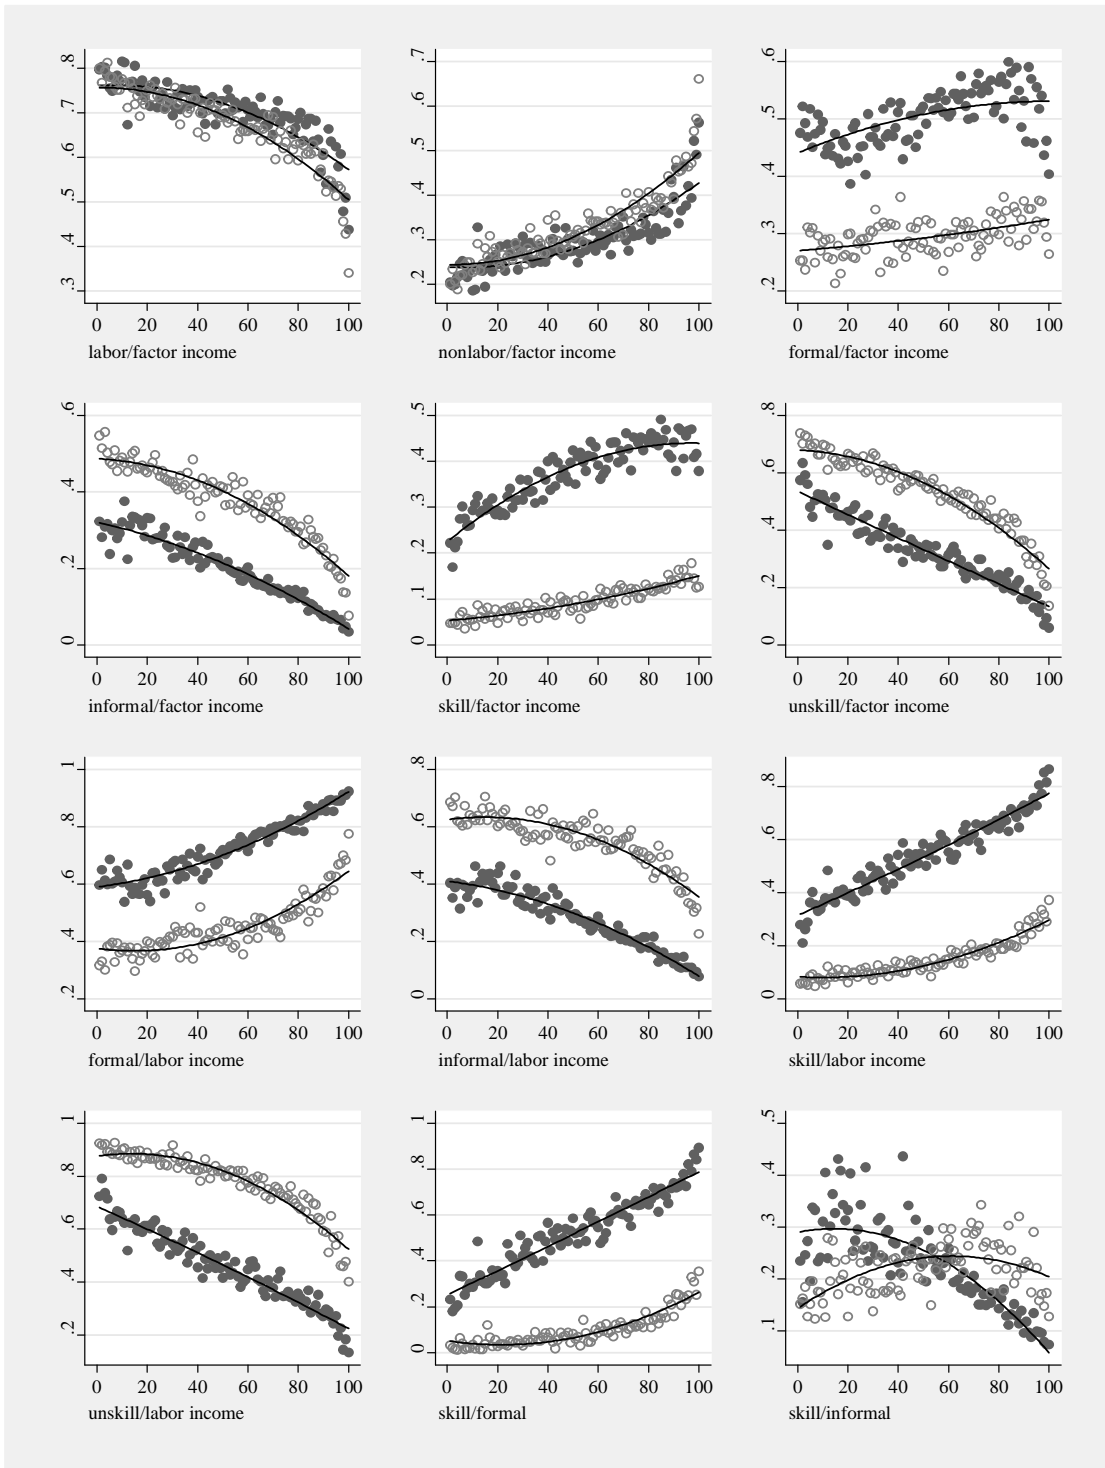 .3 .4 .5 .6 .7 .8
0 20 40 60 80 100
labor/factor income
.2 .3 .4 .5 .6 .7
0 20 40 60 80 100
nonlabor/factor income
.2 .3 .4 .5 .6
0 20 40 60 80 100
formal/factor income
0 .2 .4 .6
0 20 40 60 80 100
informal/factor income
0 .1 .2 .3 .4 .5
0 20 40 60 80 100
skill/factor income
0 .2 .4 .6 .8
0 20 40 60 80 100
unskill/factor income
.2 .4 .6 .8 1
0 20 40 60 80 100
formal/labor income
0 .2 .4 .6 .8
0 20 40 60 80 100
informal/labor income
0 .2 .4 .6 .8
0 20 40 60 80 100
skill/labor income
.2 .4 .6 .8 1
0 20 40 60 80 100
unskill/labor income
0 .2 .4 .6 .8 1
0 20 40 60 80 100
skill/formal
.1 .2 .3 .4 .5
0 20 40 60 80 100
skill/informal